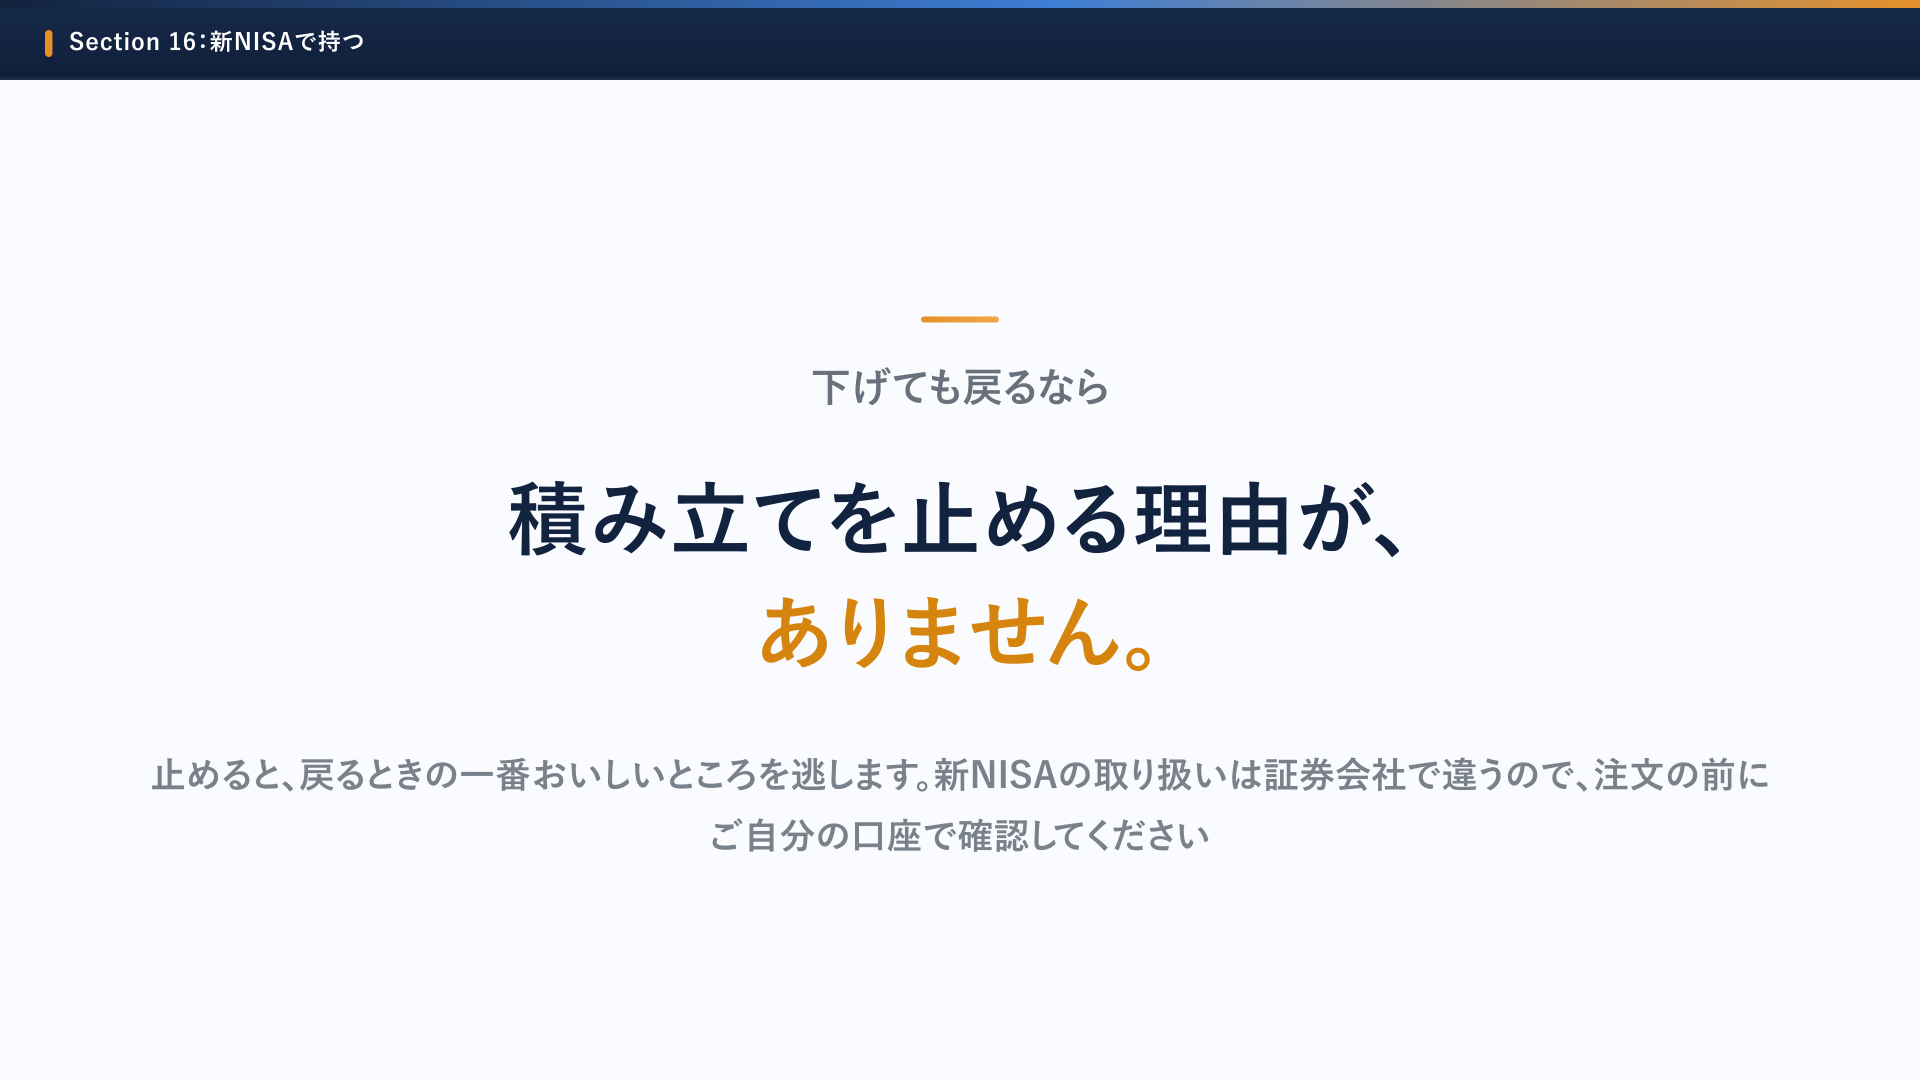 Section 16：新NISAで持つ
下げても戻るなら
積み立てを止める理由が、
ありません。
止めると、戻るときの一番おいしいところを逃します。新NISAの取り扱いは証券会社で違うので、注文の前に
ご自分の口座で確認してください